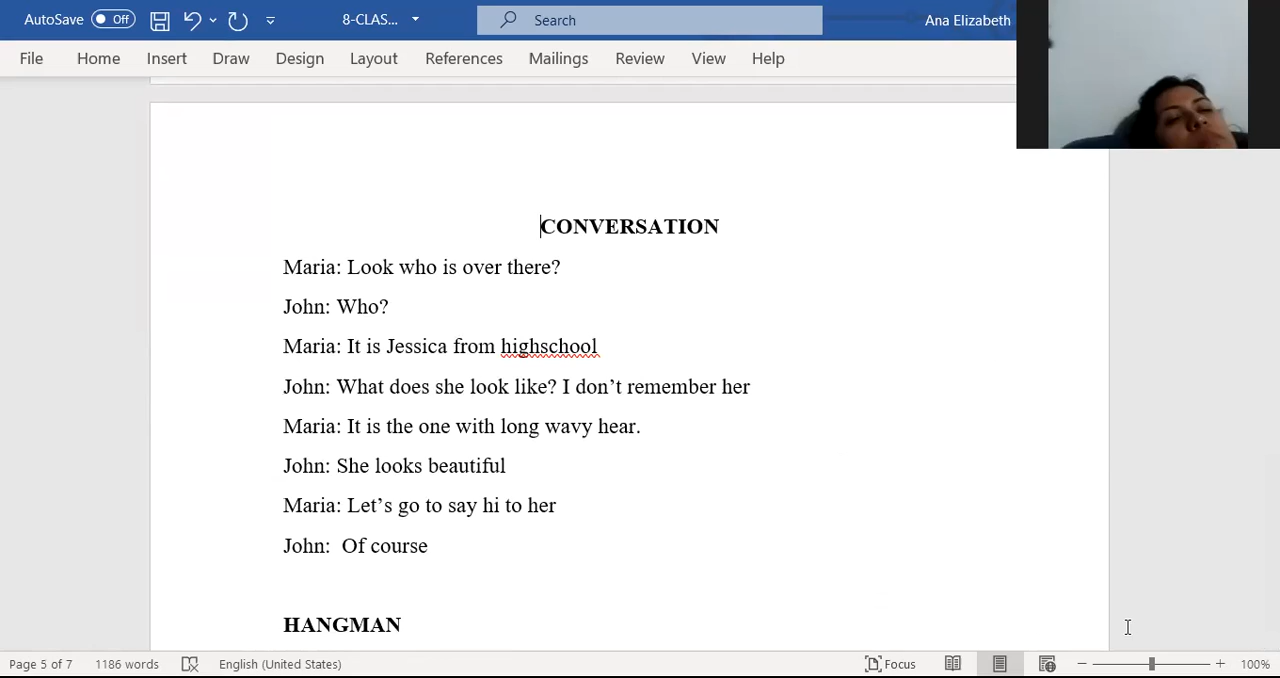 AutoSave Off 8-CLAS... Search Ana Elizabeth
File Home Insert Draw Design Layout References Mailings Review View Help
CONVERSATION
Maria: Look who is over there?
John: Who?
Maria: It is Jessica from highschool
John: What does she look like? I don’t remember her
Maria: It is the one with long wavy hear.
John: She looks beautiful
Maria: Let’s go to say hi to her
John:  Of course
HANGMAN
Page 5 of 7 1186 words English (United States) Focus 100%